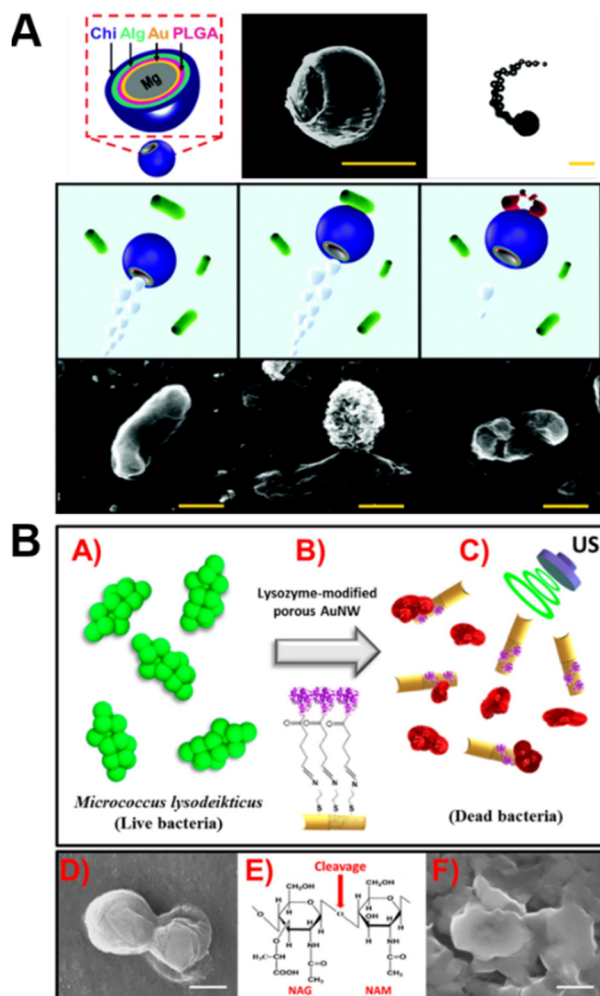 A
Chi Alg Au PLGA
Mg
B
A)
B)
C)
US
Lysozyme-modified
porous AuNW
Micrococcus lysodeikticus
(Live bacteria)
(Dead bacteria)
O O O
N N N
S S S
D)
E)
F)
Cleavage
CH₂OH
CH₂OH
H H H H
O O O O
OH
H₃C-CH
COOH
NH
C=O
CH₃
NH
C=O
CH₃
NAG
NAM